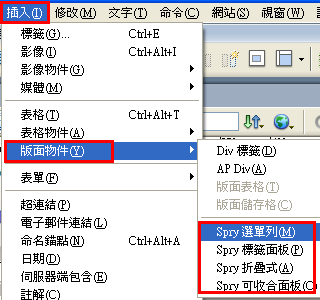 插入(I) 修改(M) 文字(T) 命令(C) 網站(S) 視窗(W)
標籤(G)... Ctrl+E
影像(I) Ctrl+Alt+I
影像物件(G)
媒體(M)
表格(T) Ctrl+Alt+T
表格物件(A)
版面物件(Y)
表單(F)
超連結(P)
電子郵件連結(L)
命名錨點(N) Ctrl+Alt+A
日期(D)
伺服器端包含(E)
註解(C)
Div 標籤(D)
AP Div(A)
版面表格(T)
版面儲存格(C)
Spry 選單列(M)
Spry 標籤面板(P)
Spry 折疊式(A)
Spry 可收合面板(P